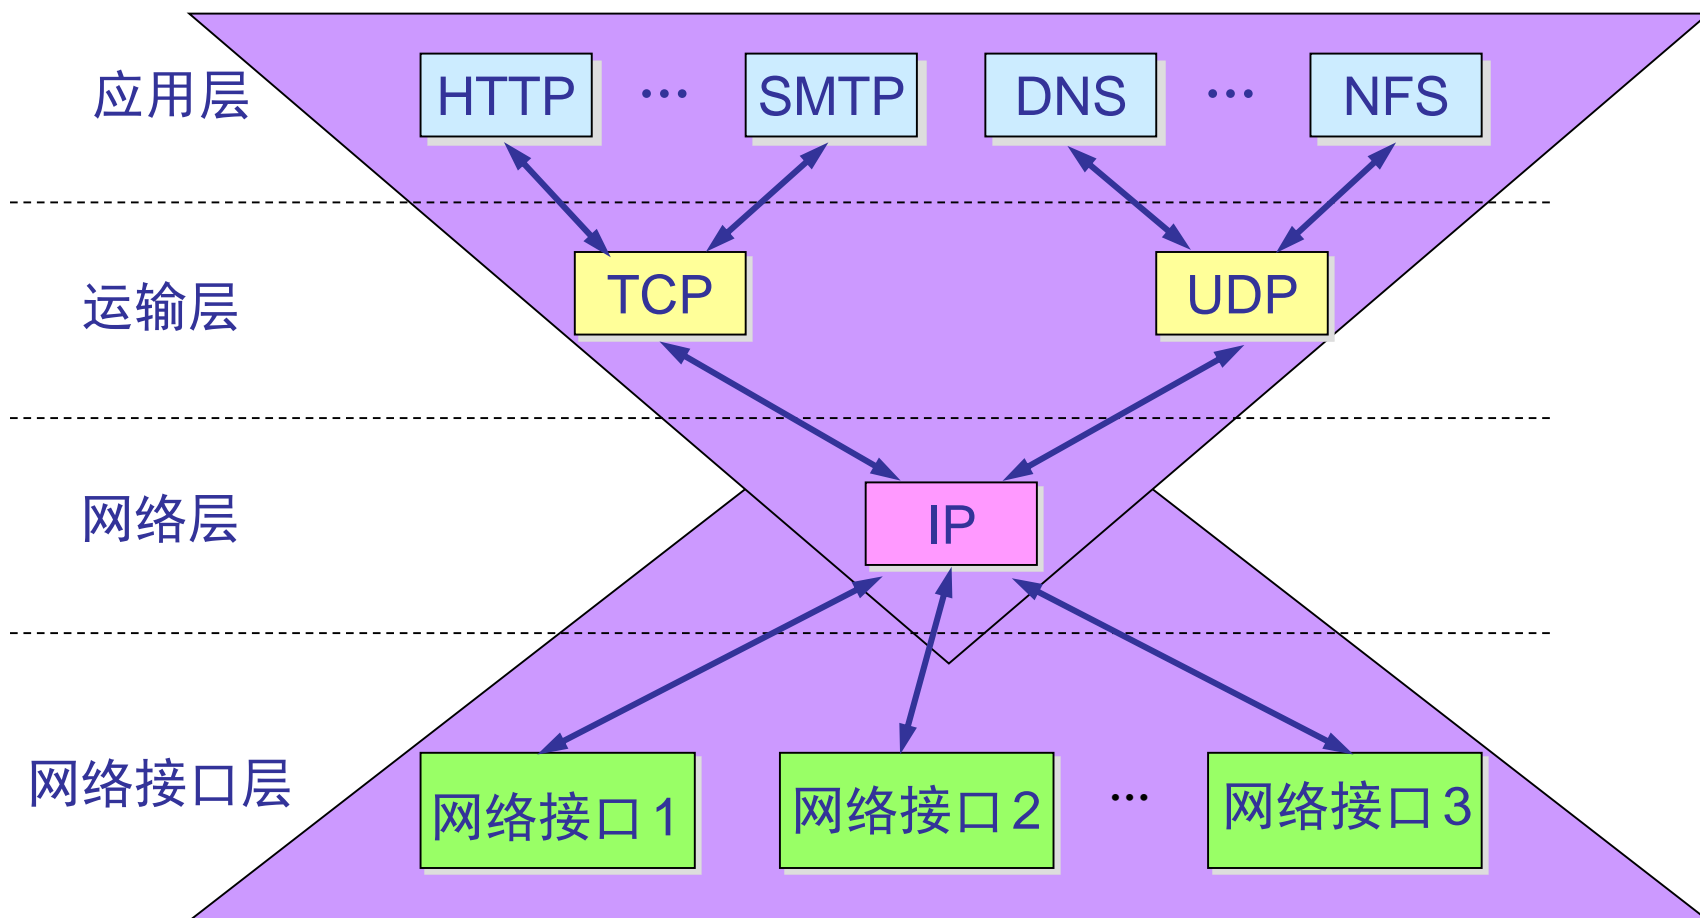 应用层 HTTP … SMTP DNS … NFS
运输层 TCP UDP
网络层 IP
网络接口层 网络接口1 网络接口2 … 网络接口3